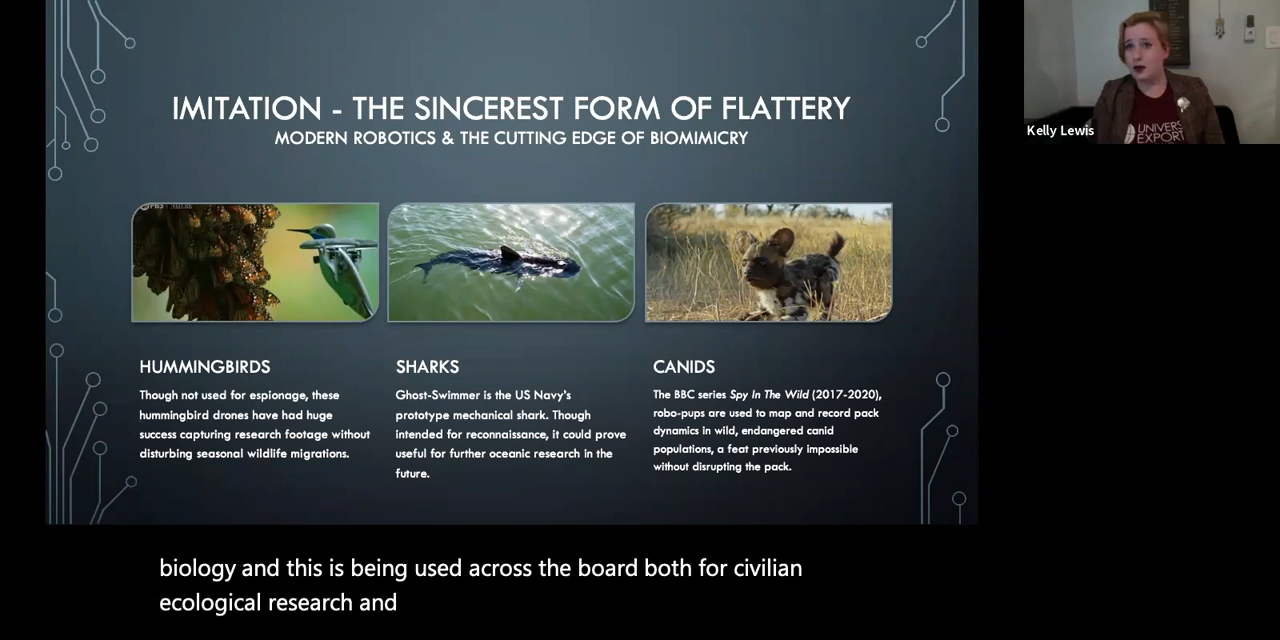 IMITATION - THE SINCEREST FORM OF FLATTERY
MODERN ROBOTICS & THE CUTTING EDGE OF BIOMIMICRY
PBS
HUMMINGBIRDS
Though not used for espionage, these
hummingbird drones have had huge
success capturing research footage without
disturbing seasonal wildlife migrations.
SHARKS
Ghost-Swimmer is the US Navy's
prototype mechanical shark. Though
intended for reconnaissance, it could prove
useful for further oceanic research in the
future.
CANIDS
The BBC series Spy In The Wild (2017-2020),
robo-pups are used to map and record pack
dynamics in wild, endangered canid
populations, a feat previously impossible
without disrupting the pack.
Kelly Lewis
UNIVERS
EXPORT
biology and this is being used across the board both for civilian
ecological research and